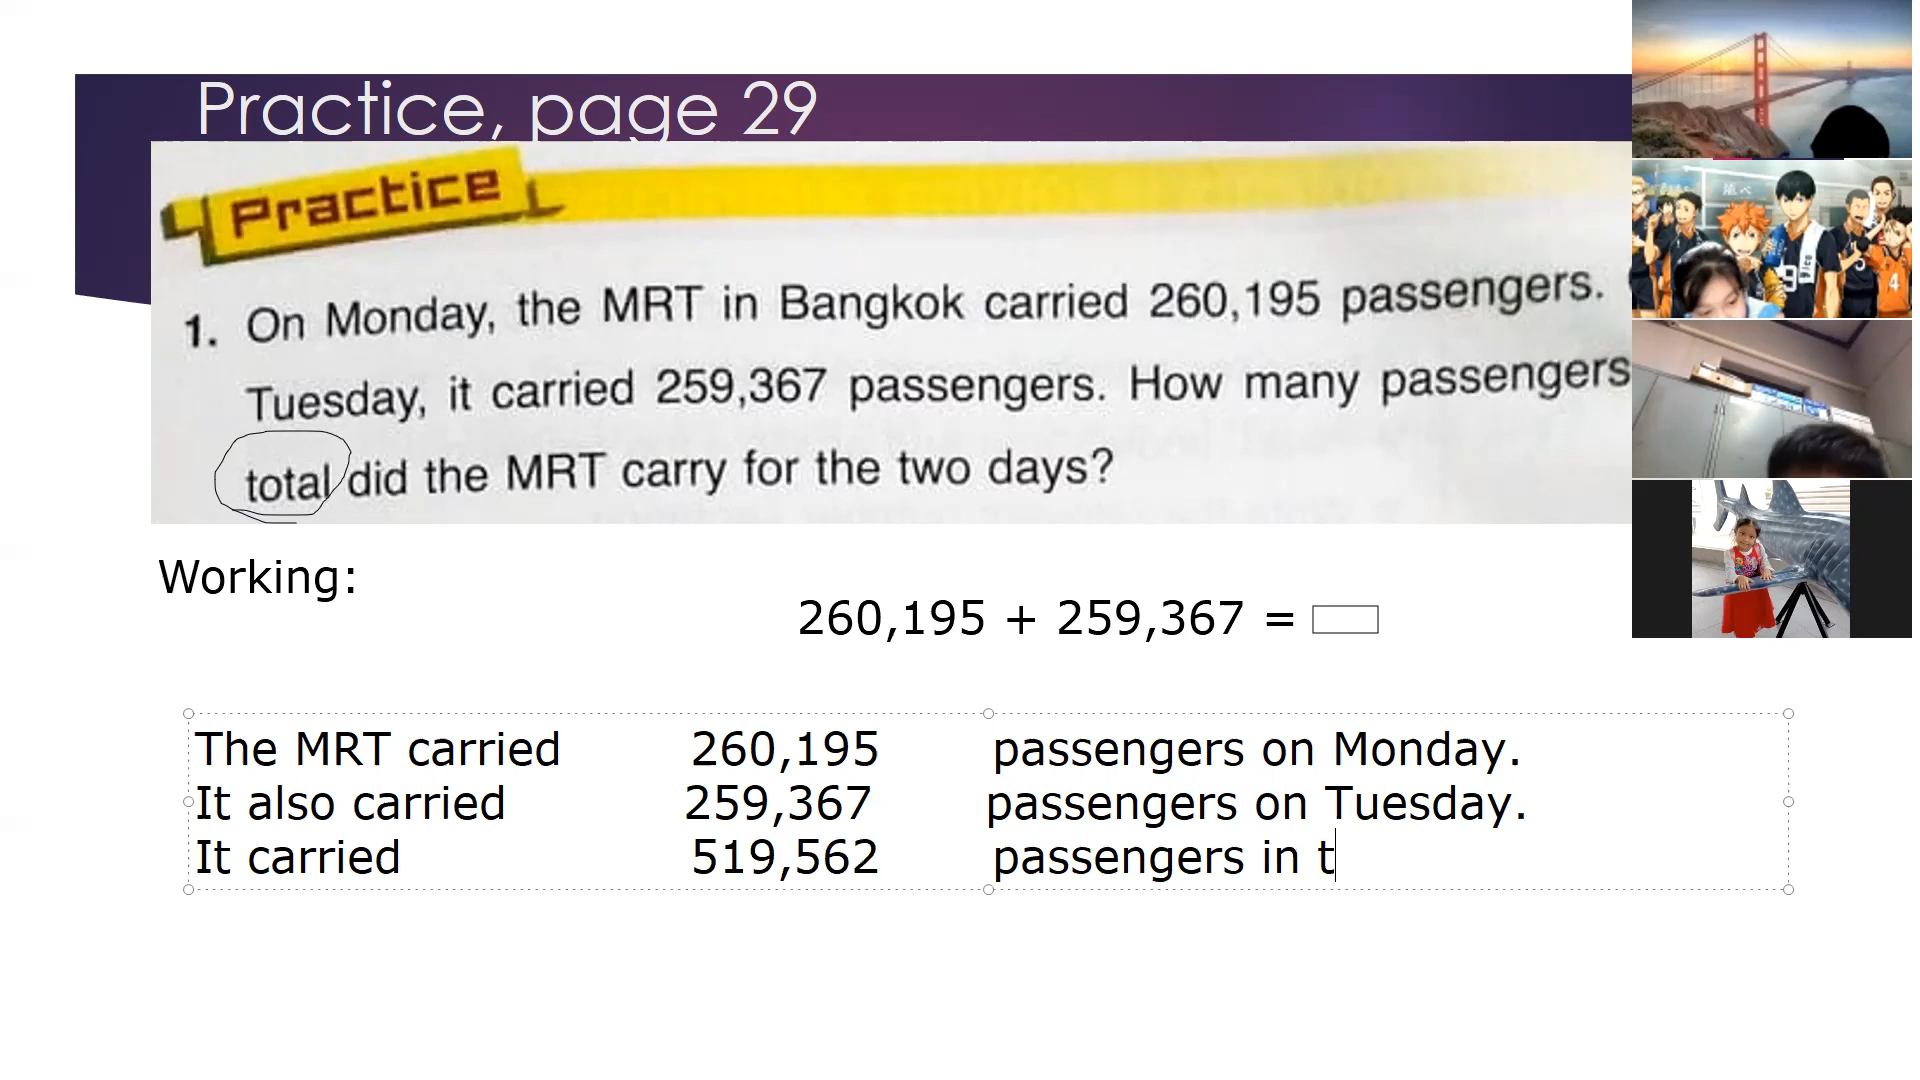 Practice, page 29
Practice
1. On Monday, the MRT in Bangkok carried 260,195 passengers.
Tuesday, it carried 259,367 passengers. How many passengers
total did the MRT carry for the two days?
Working:
260,195 + 259,367 =
The MRT carried 260,195 passengers on Monday.
It also carried 259,367 passengers on Tuesday.
It carried 519,562 passengers in t